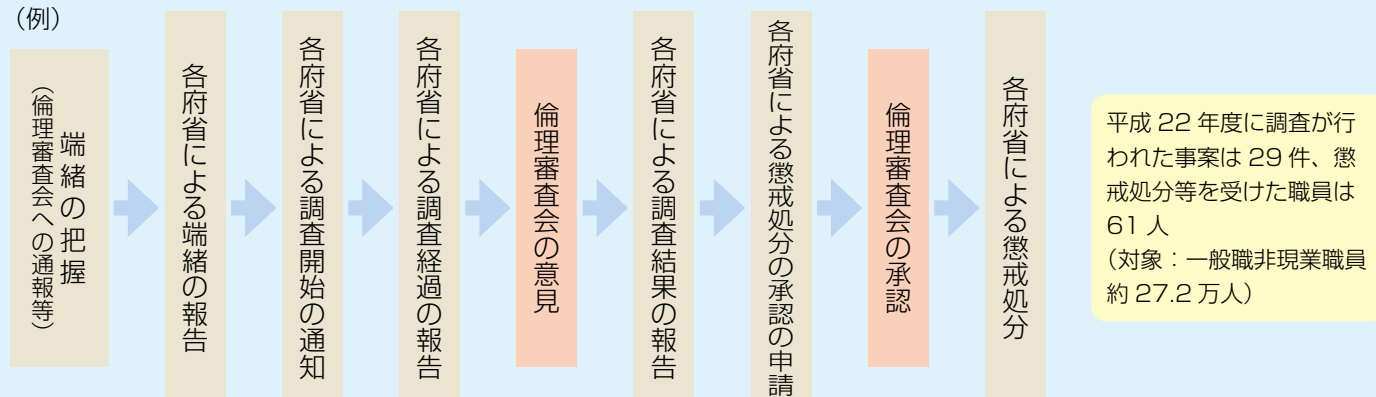 （例）
端緒の把握
（倫理審査会への通報等）
各府省による端緒の報告
各府省による調査開始の通知
各府省による調査経過の報告
倫理審査会の意見
各府省による調査結果の報告
各府省による懲戒処分の承認の申請
倫理審査会の承認
各府省による懲戒処分
平成 22 年度に調査が行
われた事案は 29 件、懲
戒処分等を受けた職員は
61 人
（対象：一般職非現業職員
約 27.2 万人）